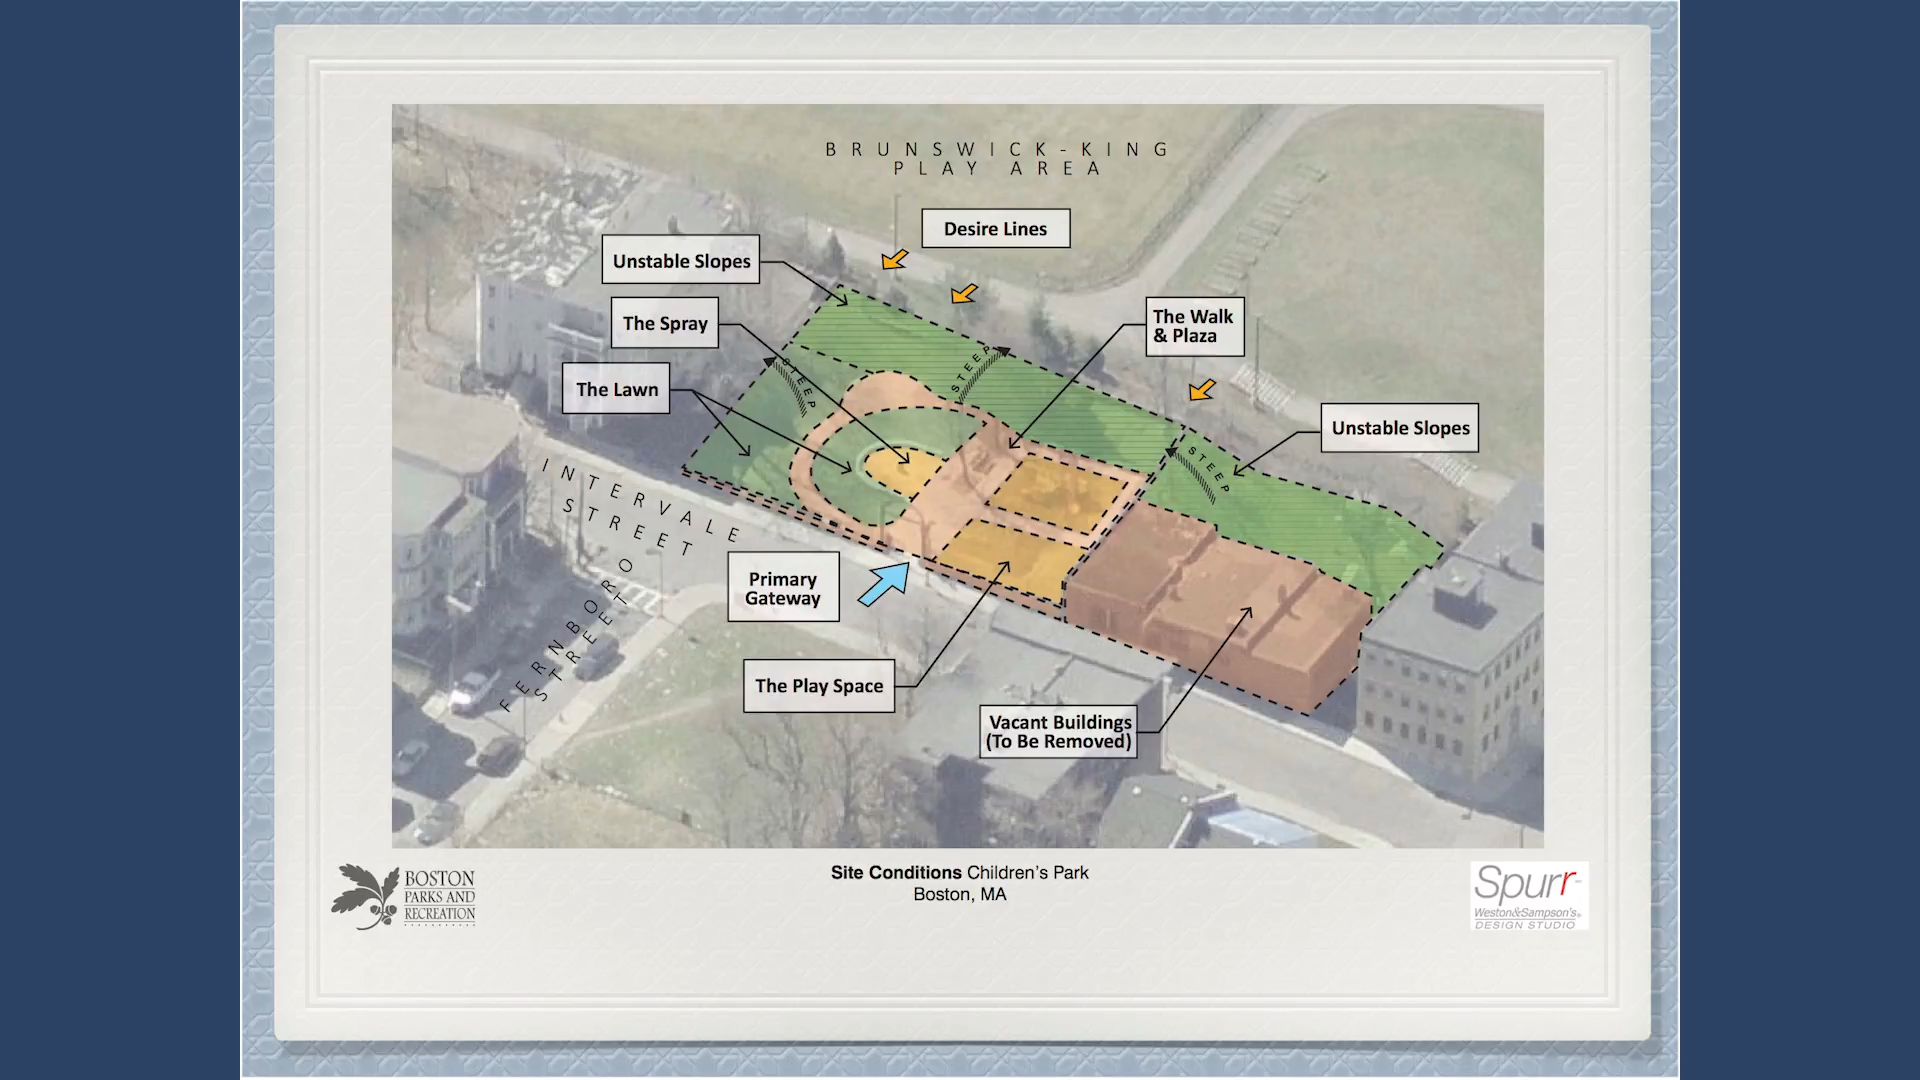 BRUNSWICK-KING
PLAY AREA
Desire Lines
Unstable Slopes
The Spray
The Walk
& Plaza
The Lawn
STEEP
STEEP
Unstable Slopes
STEEP
INTERVALE
STREET
FERNBORO
STREET
Primary
Gateway
The Play Space
Vacant Buildings
(To Be Removed)
BOSTON
PARKS AND
RECREATION
Site Conditions Children's Park
Boston, MA
Spurr
Weston&Sampson's
DESIGN STUDIO